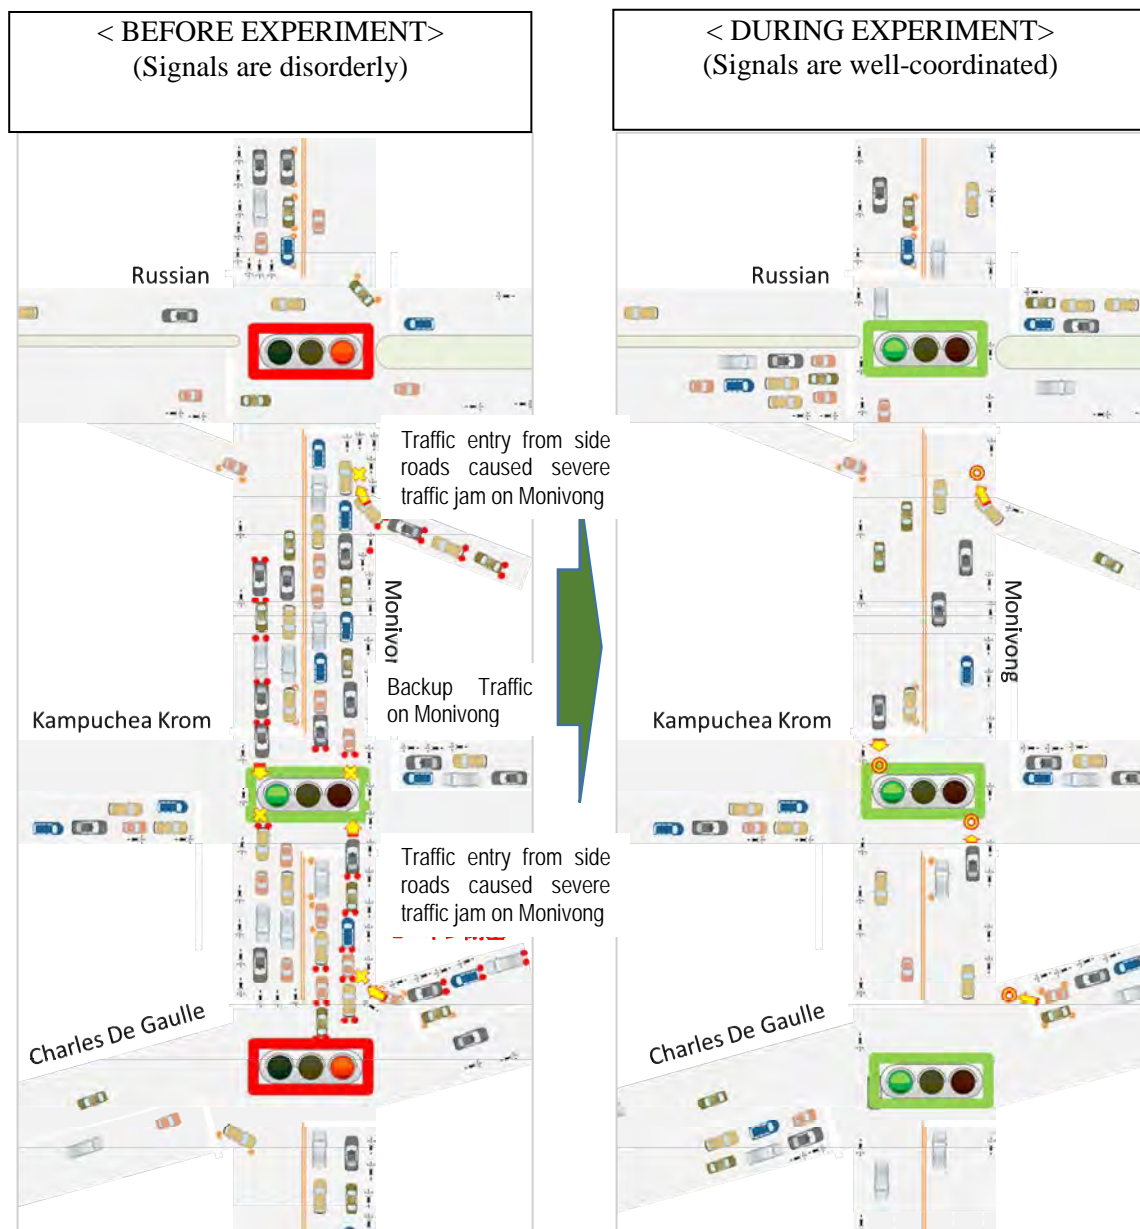 < BEFORE EXPERIMENT>
(Signals are disorderly)
< DURING EXPERIMENT>
(Signals are well-coordinated)
Russian
Russian
Traffic entry from side
roads caused severe
traffic jam on Monivong
Monivor
Monivong
Backup Traffic
on Monivong
Kampuchea Krom
Kampuchea Krom
Traffic entry from side
roads caused severe
traffic jam on Monivong
Charles De Gaulle
Charles De Gaulle